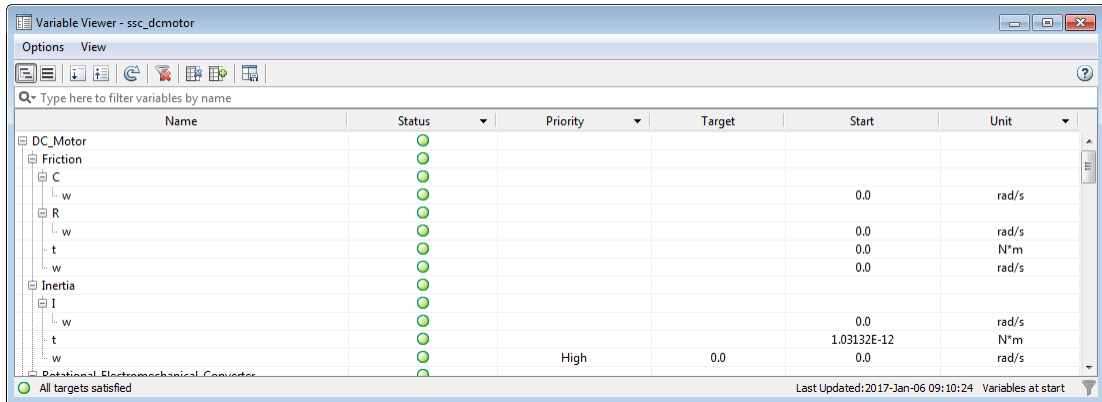 Variable Viewer - ssc_dcmotor
Options View
Type here to filter variables by name
Name Status Priority Target Start Unit
DC_Motor
Friction
C
w 0.0 rad/s
R
w 0.0 rad/s
t 0.0 N*m
w 0.0 rad/s
Inertia
I
w 0.0 rad/s
t 1.03132E-12 N*m
w High 0.0 0.0 rad/s
Rotational_Electromechanical_Converter
All targets satisfied Last Updated:2017-Jan-06 09:10:24 Variables at start